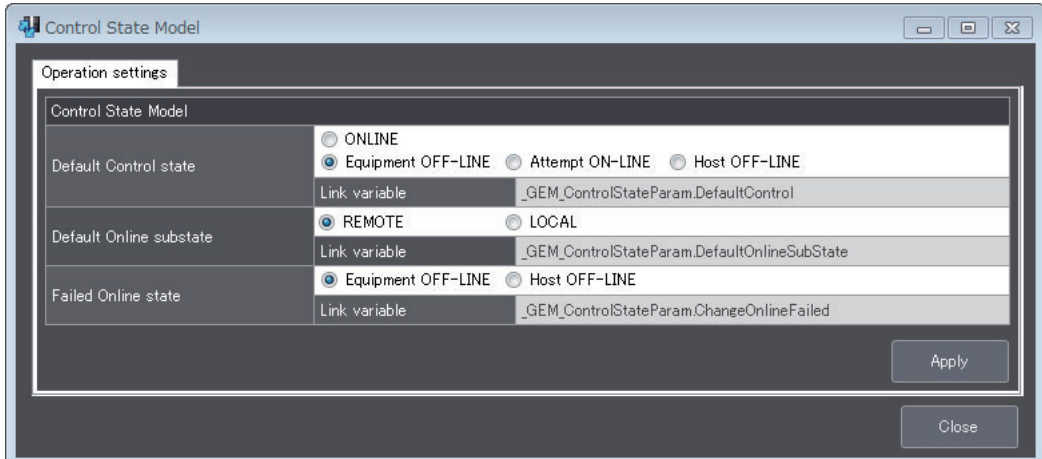 Control State Model
Operation settings
Control State Model
Default Control state
ONLINE
Equipment OFF-LINE Attempt ON-LINE Host OFF-LINE
Link variable _GEM_ControlStateParam.DefaultControl
Default Online substate
REMOTE LOCAL
Link variable _GEM_ControlStateParam.DefaultOnlineSubState
Failed Online state
Equipment OFF-LINE Host OFF-LINE
Link variable _GEM_ControlStateParam.ChangeOnlineFailed
Apply
Close